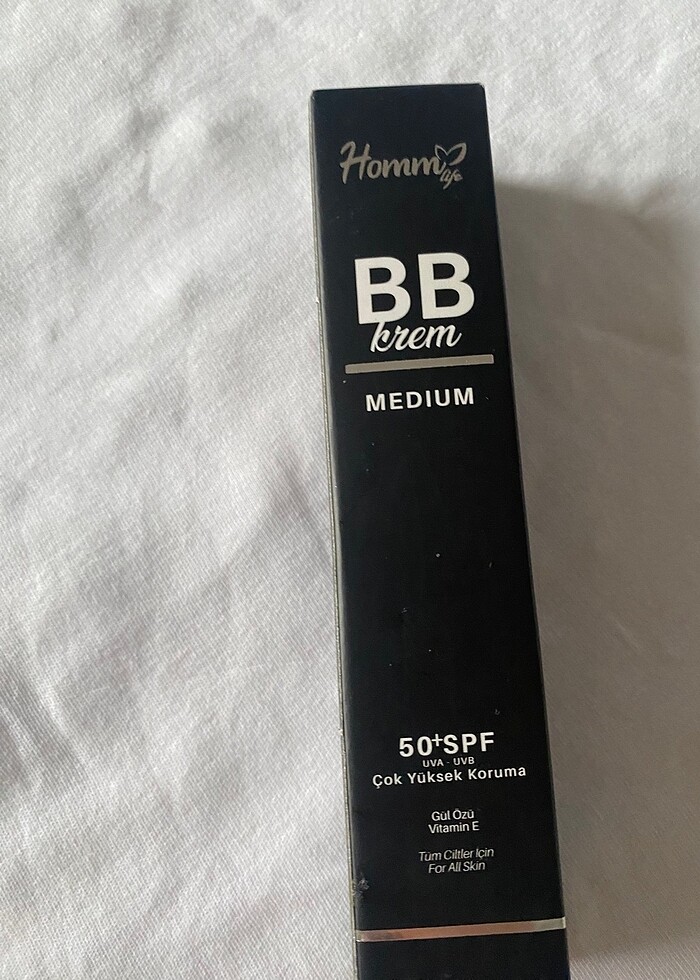 Homm
life
BB
krem
MEDIUM
50+SPF
UVA - UVB
Çok Yüksek Koruma
Gül Özü
Vitamin E
Tüm Ciltler İçin
For All Skin